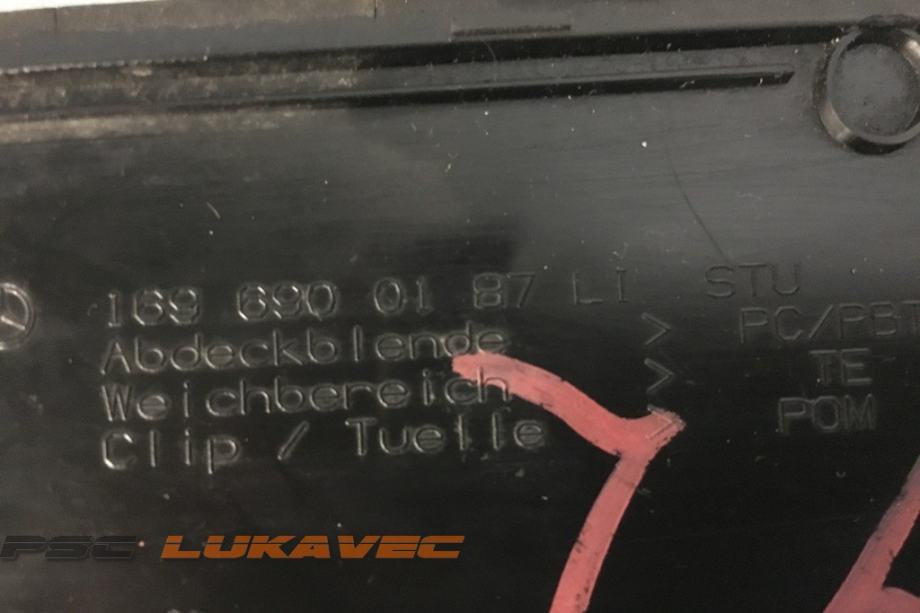 169 690 01 87 LI STU
Abdeckblende > PC/PBT
Weichbereich > TE
Clip / Tuelle > POM
PSC LUKAVEC